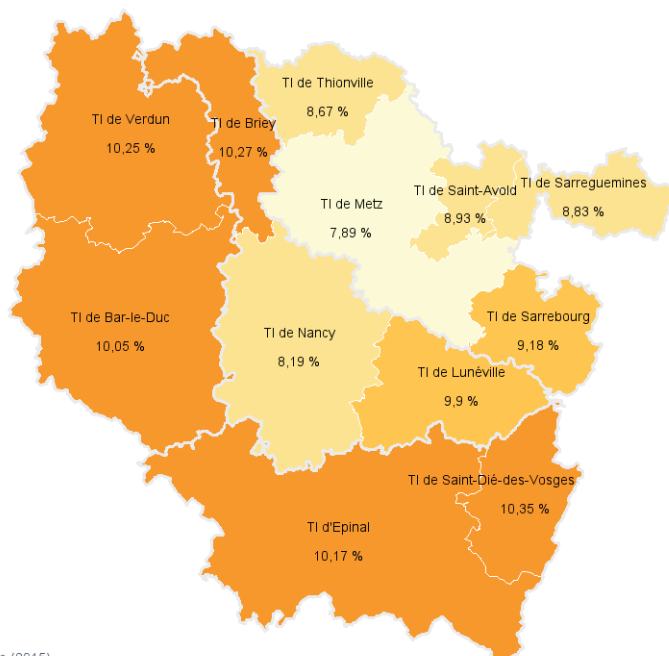 TI de Thionville
8,67 %
TI de Verdun
10,25 %
TI de Briey
10,27 %
TI de Saint-Avold
8,93 %
TI de Sarreguemines
8,83 %
TI de Metz
7,89 %
TI de Bar-le-Duc
10,05 %
TI de Nancy
8,19 %
TI de Sarrebourg
9,18 %
TI de Lunéville
9,9 %
TI de Saint-Dié-des-Vosges
10,35 %
TI d'Epinal
10,17 %